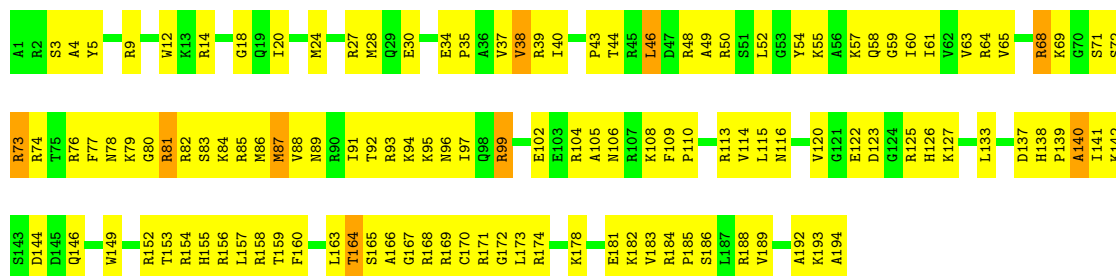 A1 R2 S3 A4 Y5 R9 W12 K13 R14 G18 Q19 I20 M24 R27 M28 Q29 E30 E34 P35 A36 V37 V38 R39 I40 P43 T44 R45 L46 D47 R48 A49 R50 S51 L52 G53 Y54 K55 A56 K57 Q58 G59 I60 I61 V62 V63 R64 V65 R68 K69 G70 S71
R73 R74 T75 R76 F77 N78 K79 G80 R81 R82 S83 K84 R85 M86 M87 V88 N89 R90 I91 T92 R93 K94 K95 N96 I97 Q98 R99 E102 E103 R104 A105 N106 R107 K108 F109 P110 R113 V114 L115 N116 V120 G121 E122 D123 G124 R125 H126 K127 L133 D137 H138 P139 A140 I141
S143 D144 D145 Q146 W149 R152 T153 R154 H155 R156 L157 R158 T159 F160 L163 T164 S165 A166 G167 R168 R169 C170 R171 G172 L173 R174 K178 E181 K182 V183 R184 P185 S186 L187 R188 V189 A192 K193 A194